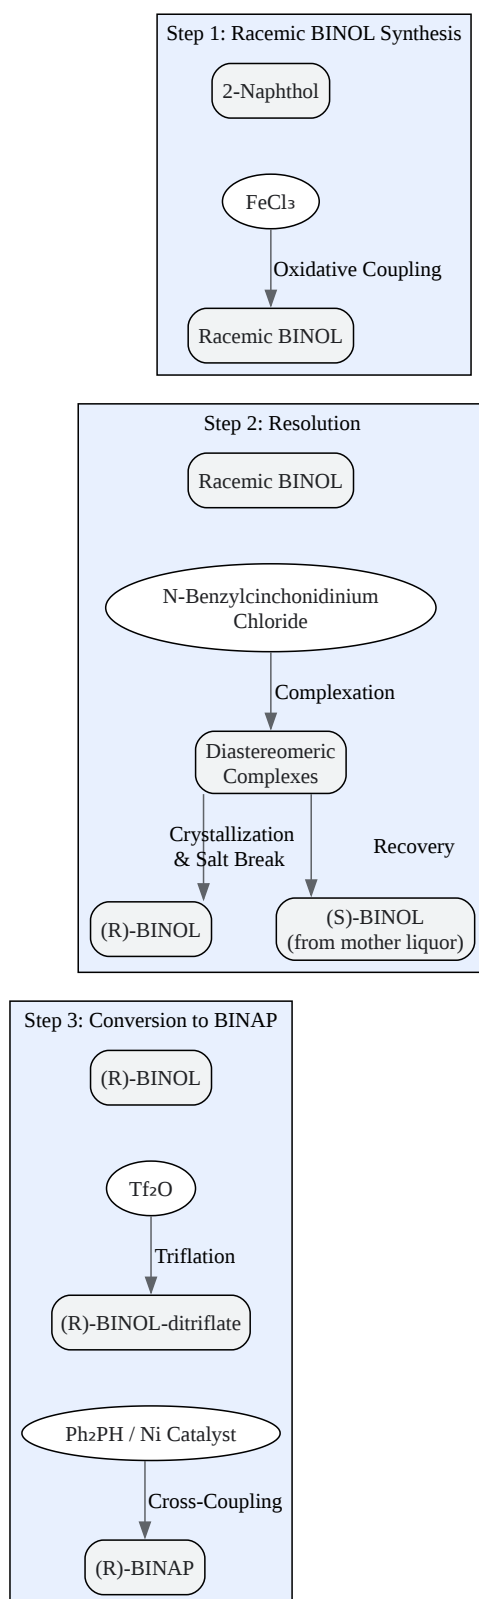 Step 1: Racemic BINOL Synthesis
2-Naphthol
FeCl₃
Oxidative Coupling
Racemic BINOL
Step 2: Resolution
Racemic BINOL
N-Benzylcinchonidinium
Chloride
Complexation
Diastereomeric
Complexes
Crystallization
& Salt Break
Recovery
(R)-BINOL
(S)-BINOL
(from mother liquor)
Step 3: Conversion to BINAP
(R)-BINOL
Tf₂O
Triflation
(R)-BINOL-ditriflate
Ph₂PH / Ni Catalyst
Cross-Coupling
(R)-BINAP